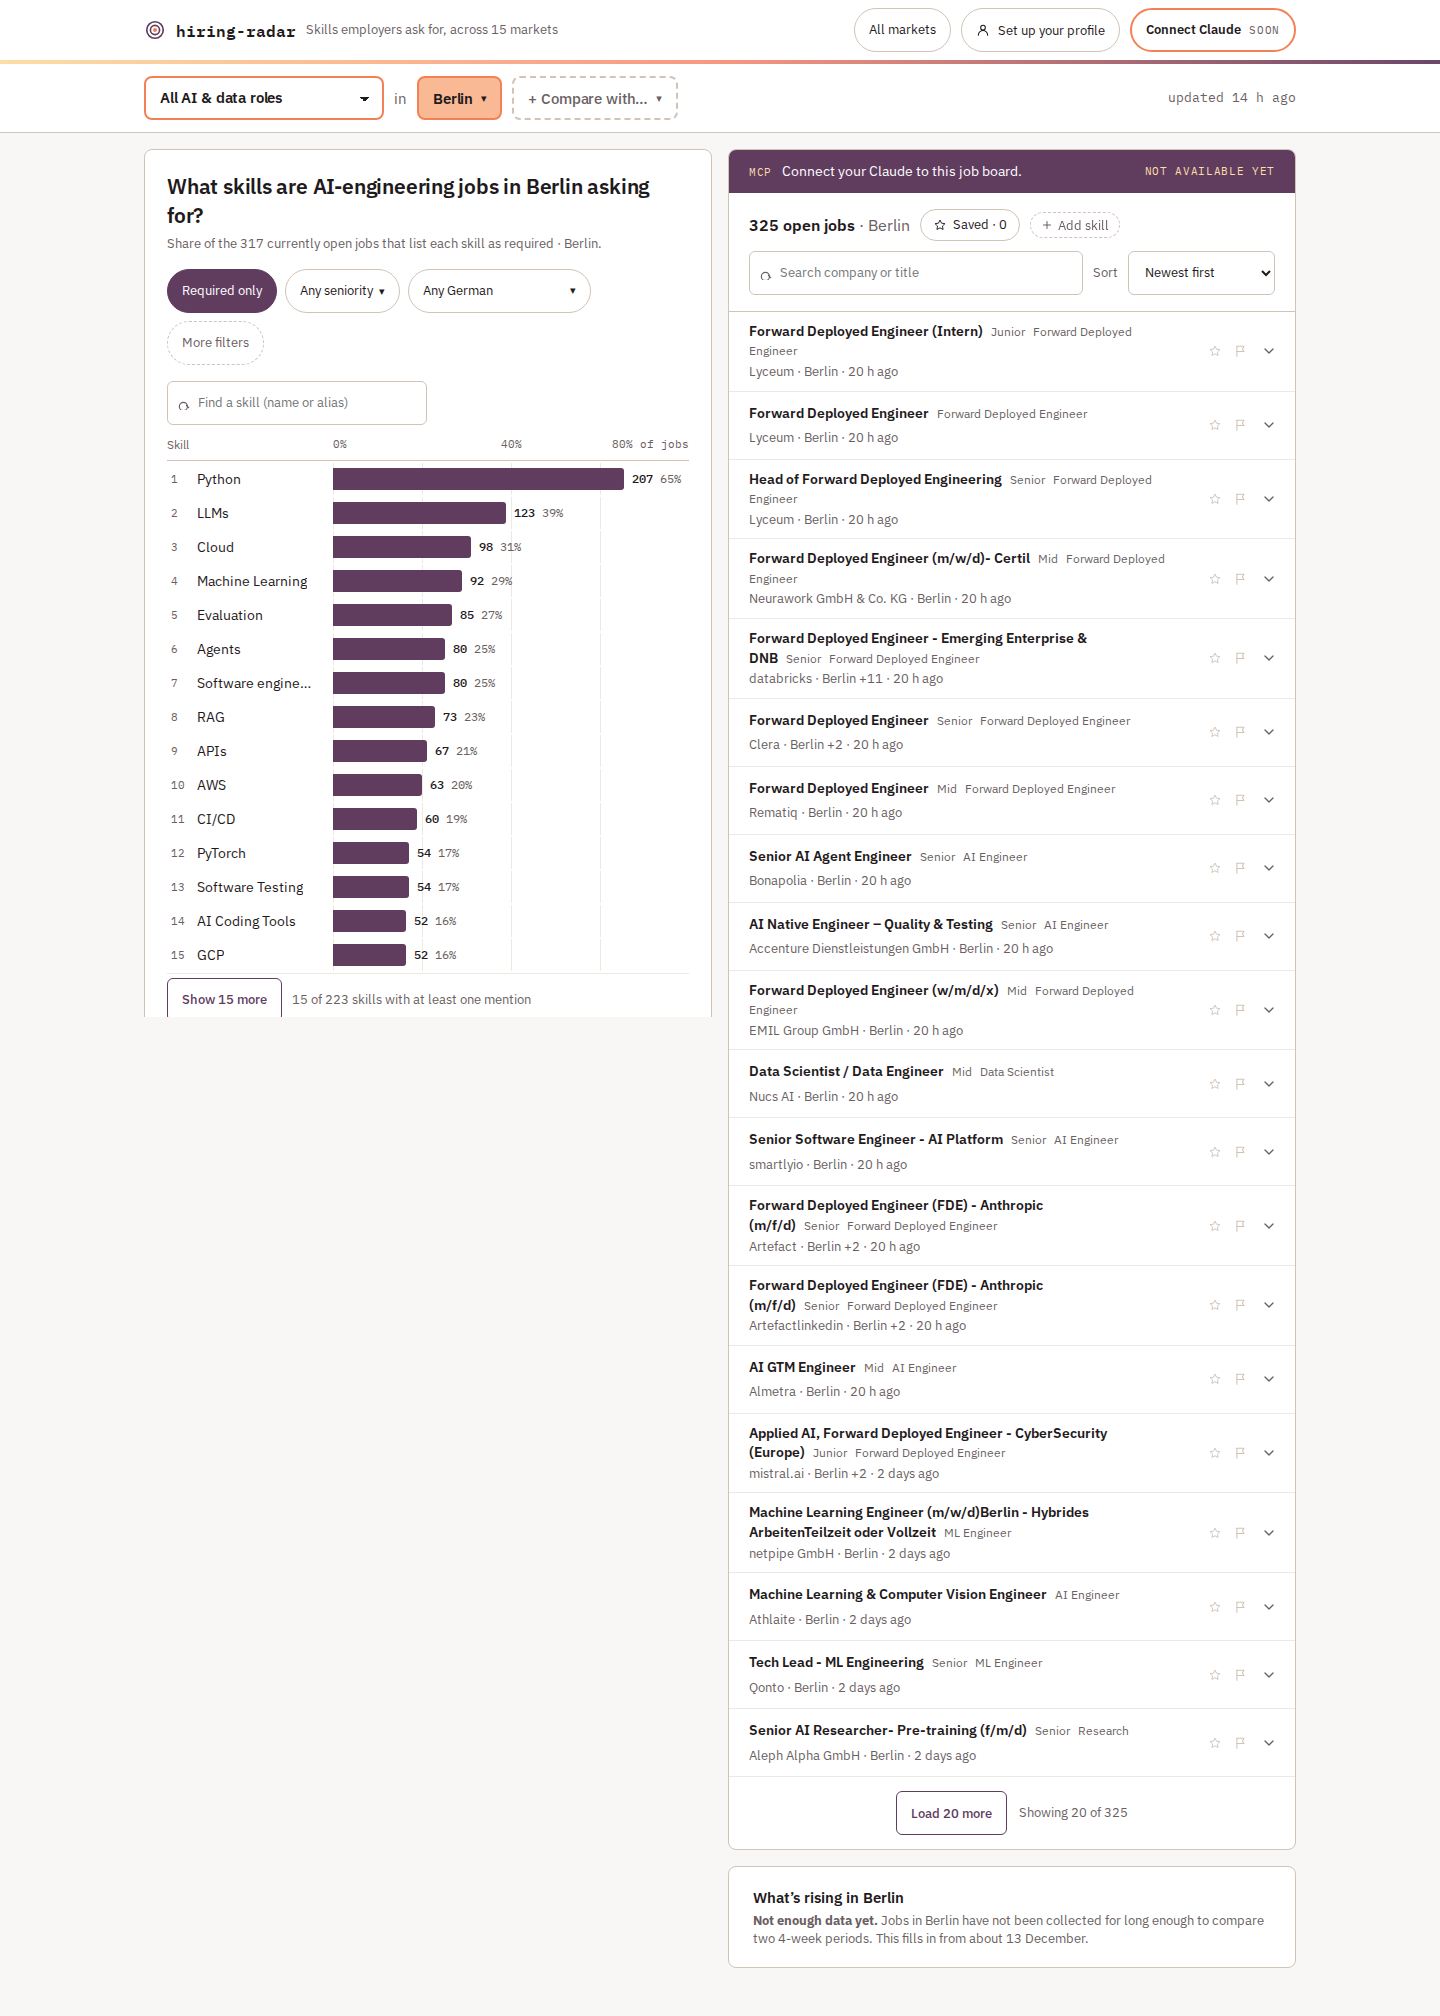 hiring-radar Skills employers ask for, across 15 markets
All markets
Set up your profile
Connect Claude SOON
All AI & data roles
in
Berlin ▾
+ Compare with... ▾
updated 14 h ago
What skills are AI-engineering jobs in Berlin asking
for?
Share of the 317 currently open jobs that list each skill as required · Berlin.
Required only
Any seniority ▾
Any German ▾
More filters
Find a skill (name or alias)
Skill 0% 40% 80% of jobs
1 Python 207 65%
2 LLMs 123 39%
3 Cloud 98 31%
4 Machine Learning 92 29%
5 Evaluation 85 27%
6 Agents 80 25%
7 Software engine... 80 25%
8 RAG 73 23%
9 APIs 67 21%
10 AWS 63 20%
11 CI/CD 60 19%
12 PyTorch 54 17%
13 Software Testing 54 17%
14 AI Coding Tools 52 16%
15 GCP 52 16%
Show 15 more
15 of 223 skills with at least one mention
MCP Connect your Claude to this job board. NOT AVAILABLE YET
325 open jobs · Berlin
Saved · 0
+ Add skill
Search company or title
Sort
Newest first
Forward Deployed Engineer (Intern) Junior Forward Deployed
Engineer
Lyceum · Berlin · 20 h ago
Forward Deployed Engineer Forward Deployed Engineer
Lyceum · Berlin · 20 h ago
Head of Forward Deployed Engineering Senior Forward Deployed
Engineer
Lyceum · Berlin · 20 h ago
Forward Deployed Engineer (m/w/d)- Certil Mid Forward Deployed
Engineer
Neurawork GmbH & Co. KG · Berlin · 20 h ago
Forward Deployed Engineer - Emerging Enterprise &
DNB Senior Forward Deployed Engineer
databricks · Berlin +11 · 20 h ago
Forward Deployed Engineer Senior Forward Deployed Engineer
Clera · Berlin +2 · 20 h ago
Forward Deployed Engineer Mid Forward Deployed Engineer
Rematiq · Berlin · 20 h ago
Senior AI Agent Engineer Senior AI Engineer
Bonapolia · Berlin · 20 h ago
AI Native Engineer – Quality & Testing Senior AI Engineer
Accenture Dienstleistungen GmbH · Berlin · 20 h ago
Forward Deployed Engineer (w/m/d/x) Mid Forward Deployed
Engineer
EMIL Group GmbH · Berlin · 20 h ago
Data Scientist / Data Engineer Mid Data Scientist
Nucs AI · Berlin · 20 h ago
Senior Software Engineer - AI Platform Senior AI Engineer
smartlyio · Berlin · 20 h ago
Forward Deployed Engineer (FDE) - Anthropic
(m/f/d) Senior Forward Deployed Engineer
Artefact · Berlin +2 · 20 h ago
Forward Deployed Engineer (FDE) - Anthropic
(m/f/d) Senior Forward Deployed Engineer
Artefactlinkedin · Berlin +2 · 20 h ago
AI GTM Engineer Mid AI Engineer
Almetra · Berlin · 20 h ago
Applied AI, Forward Deployed Engineer - CyberSecurity
(Europe) Junior Forward Deployed Engineer
mistral.ai · Berlin +2 · 2 days ago
Machine Learning Engineer (m/w/d)Berlin - Hybrides
ArbeitenTeilzeit oder Vollzeit ML Engineer
netpipe GmbH · Berlin · 2 days ago
Machine Learning & Computer Vision Engineer AI Engineer
Athlaite · Berlin · 2 days ago
Tech Lead - ML Engineering Senior ML Engineer
Qonto · Berlin · 2 days ago
Senior AI Researcher- Pre-training (f/m/d) Senior Research
Aleph Alpha GmbH · Berlin · 2 days ago
Load 20 more
Showing 20 of 325
What’s rising in Berlin
Not enough data yet. Jobs in Berlin have not been collected for long enough to compare
two 4-week periods. This fills in from about 13 December.